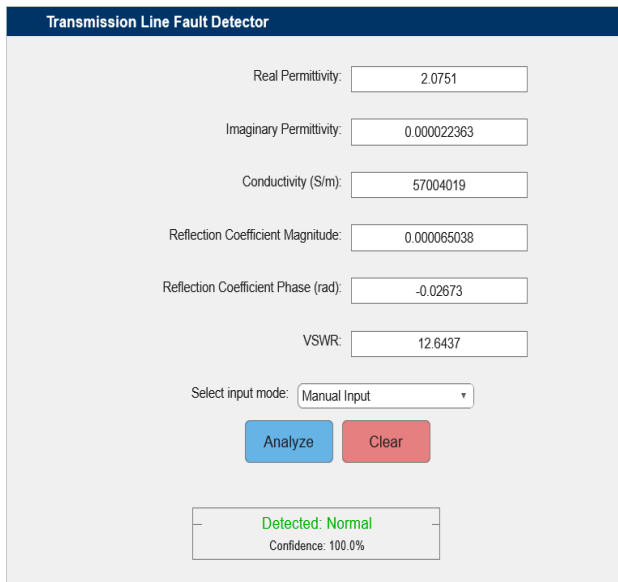 Transmission Line Fault Detector
Real Permittivity: 2.0751
Imaginary Permittivity: 0.000022363
Conductivity (S/m): 57004019
Reflection Coefficient Magnitude: 0.000065038
Reflection Coefficient Phase (rad): -0.02673
VSWR: 12.6437
Select input mode: Manual Input
Analyze Clear
Detected: Normal
Confidence: 100.0%